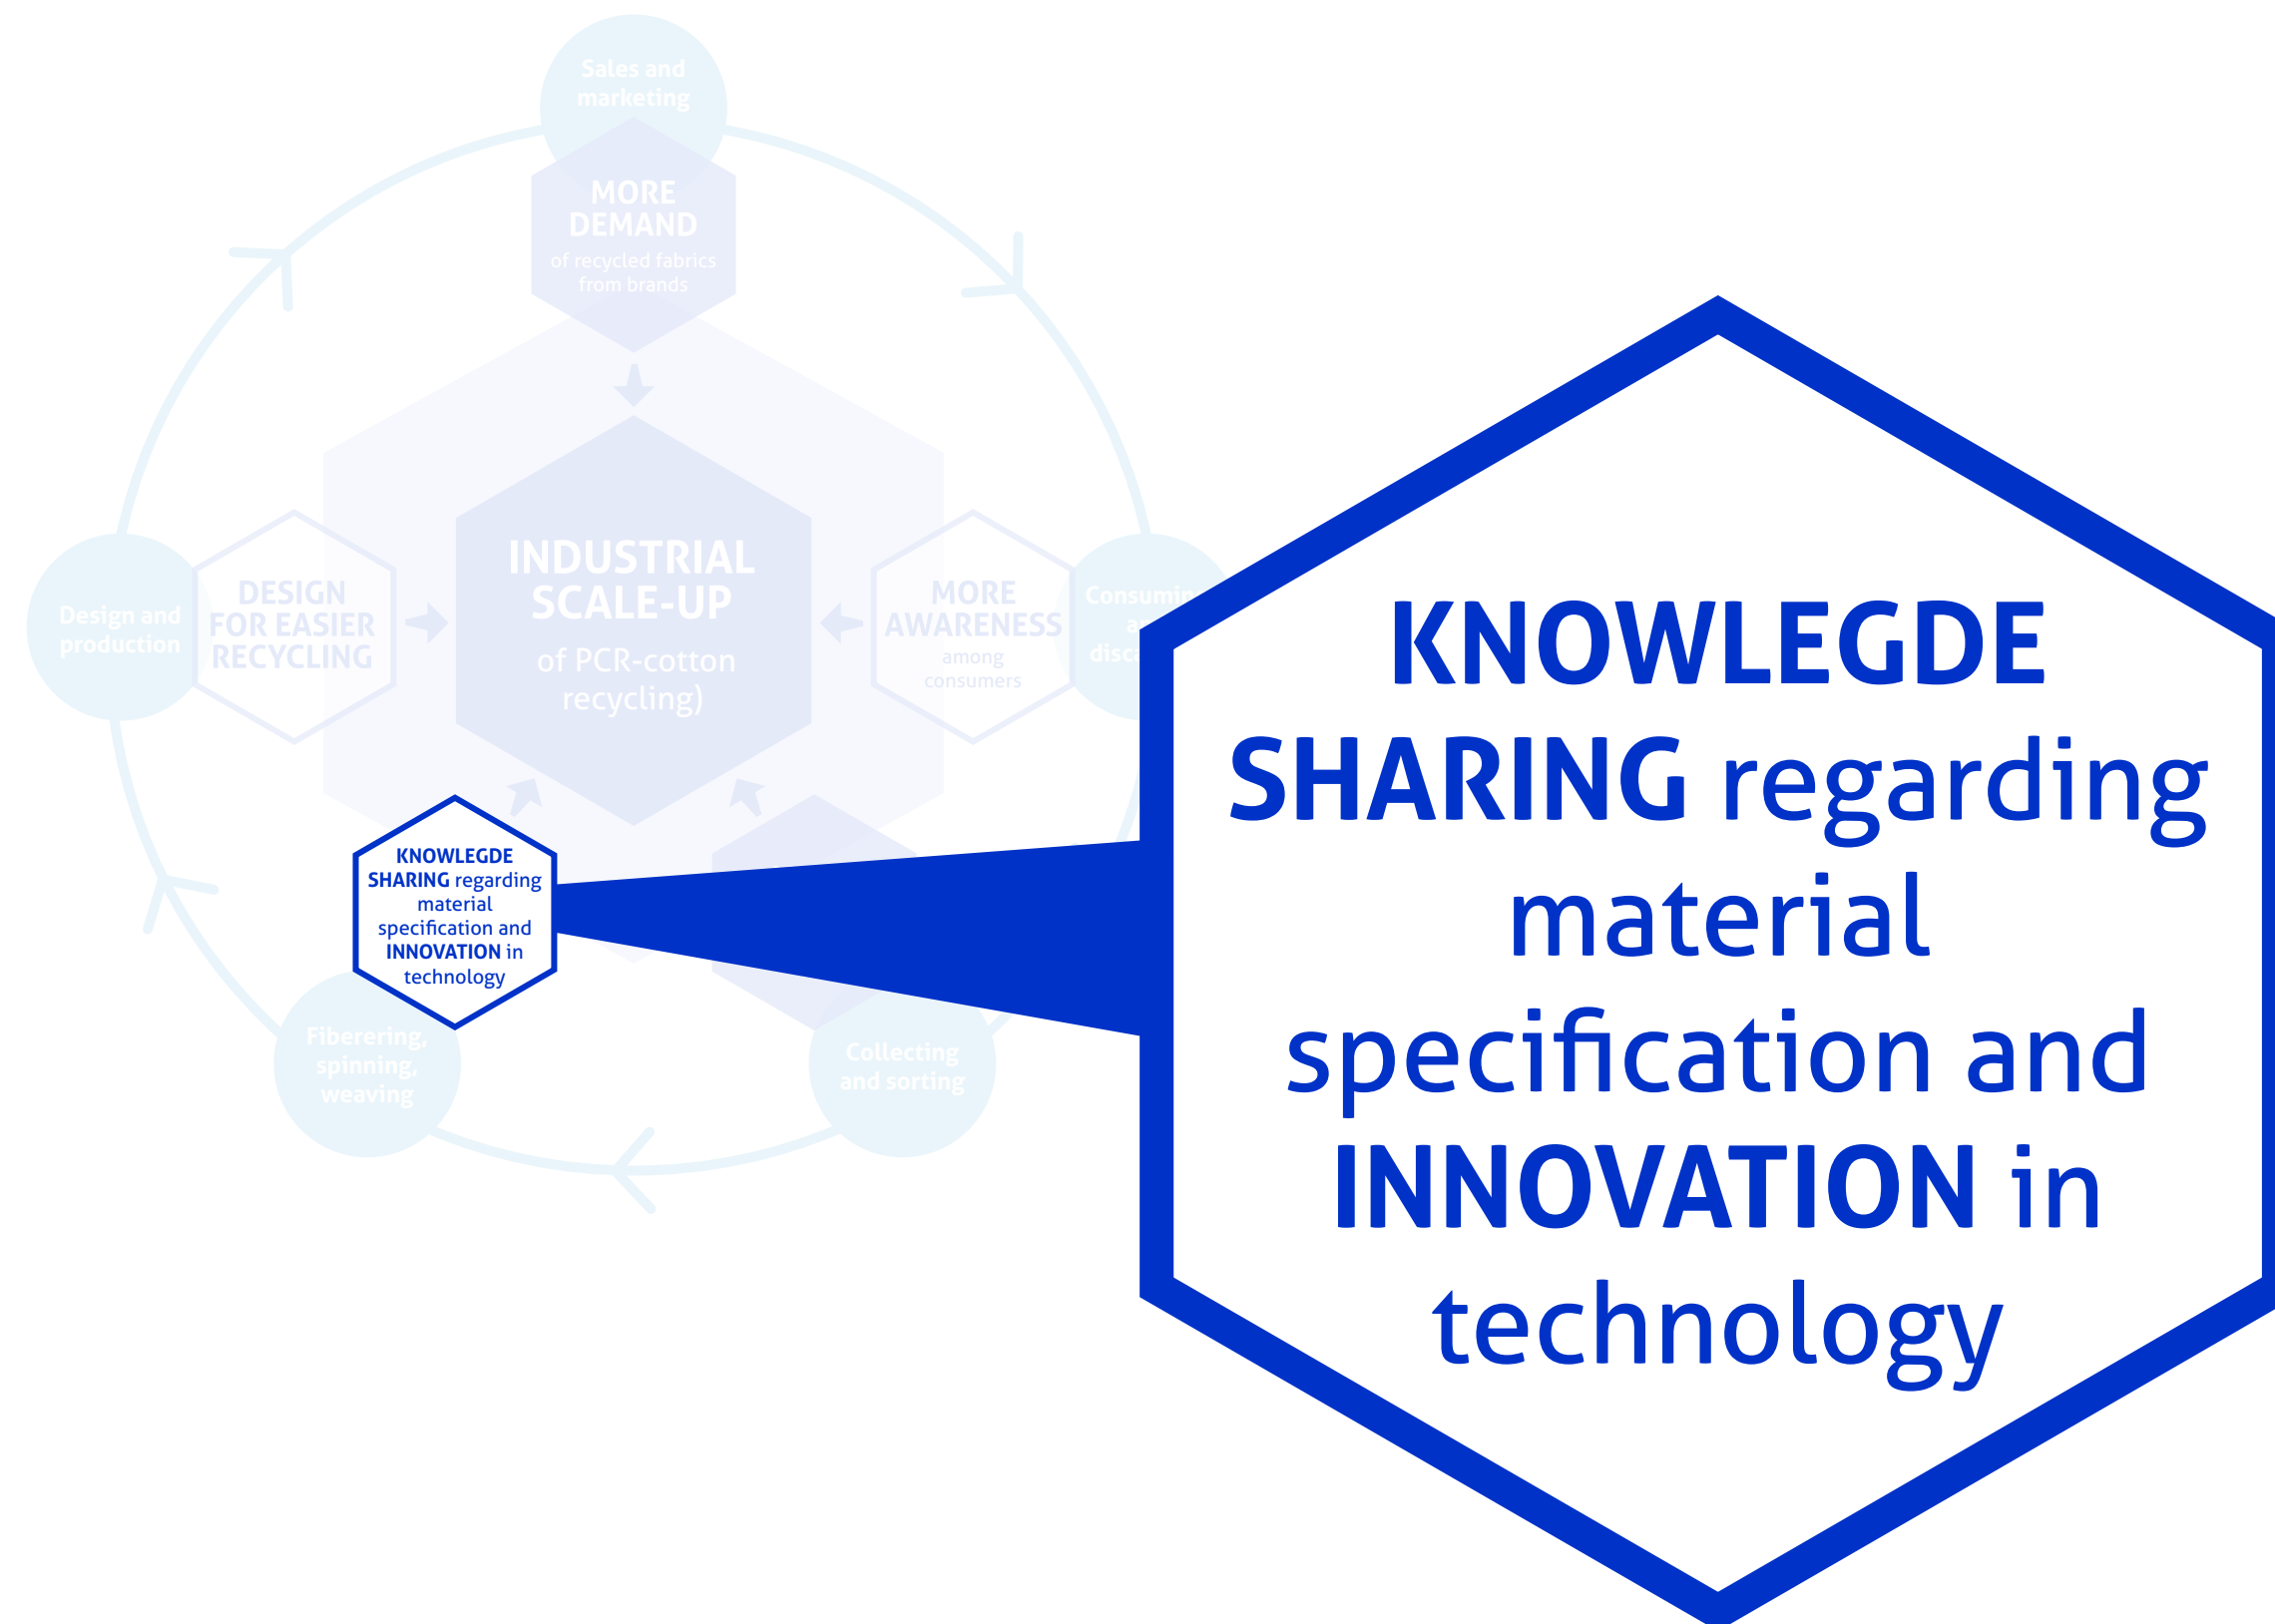 Sales and
marketing
MORE
DEMAND
of recycled fabrics
from brands
INDUSTRIAL
SCALE-UP
of PCR-cotton
recycling)
Design and
production
DESIGN
FOR EASIER
RECYCLING
MORE
AWARENESS
among
consumers
KNOWLEGDE
SHARING regarding
material
specification and
INNOVATION in
technology
Fiberering,
spinning,
weaving
Collecting
and sorting
KNOWLEGDE
SHARING regarding
material
specification and
INNOVATION in
technology